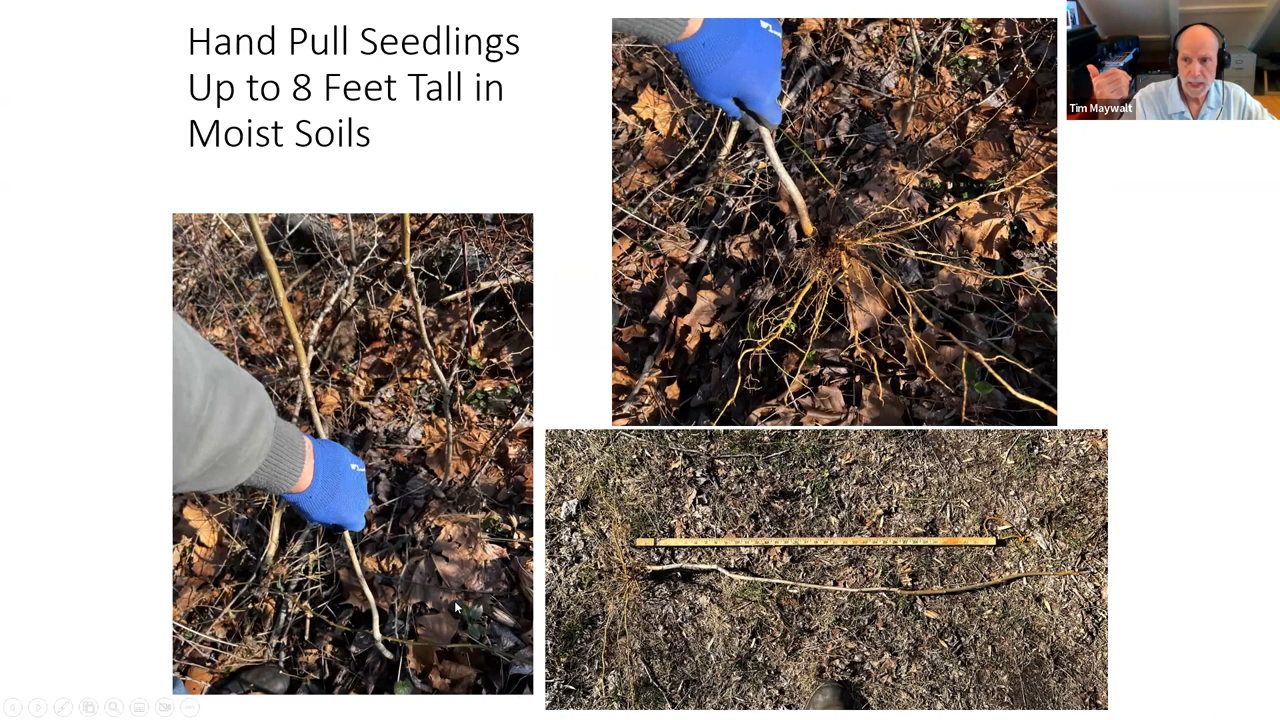 Hand Pull Seedlings
Up to 8 Feet Tall in
Moist Soils
Tim Maywalt